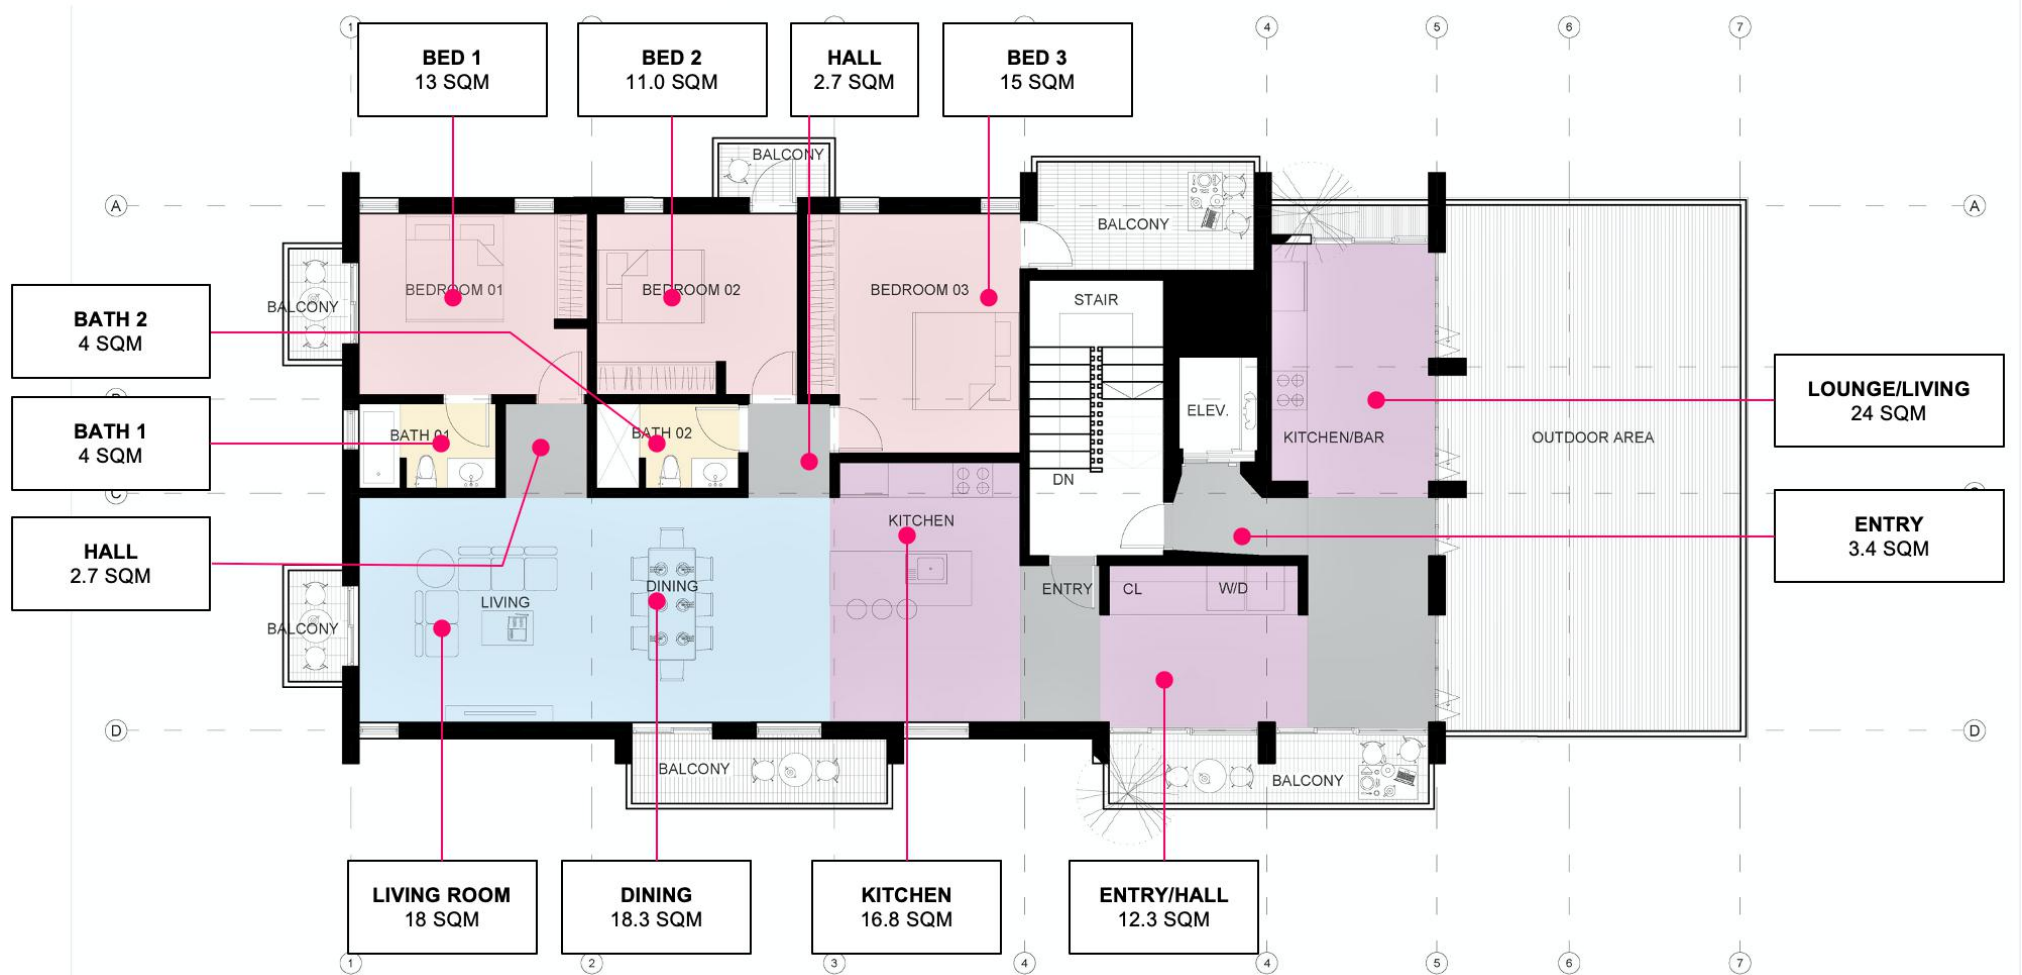 1
4
5
6
7
BED 1
13 SQM
BED 2
11.0 SQM
HALL
2.7 SQM
BED 3
15 SQM
BALCONY
A
A
BALCONY
BEDROOM 01
BEDROOM 02
BEDROOM 03
STAIR
BALCONY
BATH 2
4 SQM
LOUNGE/LIVING
24 SQM
ELEV.
BATH 1
4 SQM
BATH 01
BATH 02
KITCHEN/BAR
OUTDOOR AREA
DN
C
KITCHEN
ENTRY
3.4 SQM
HALL
2.7 SQM
LIVING
DINING
ENTRY
CL
W/D
BALCONY
D
D
BALCONY
BALCONY
LIVING ROOM
18 SQM
DINING
18.3 SQM
KITCHEN
16.8 SQM
ENTRY/HALL
12.3 SQM
1
2
3
4
4
5
6
7